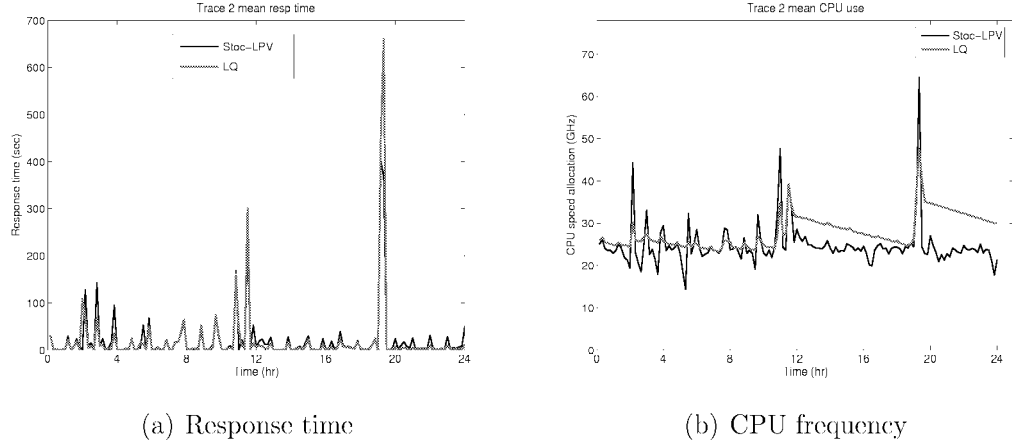 Trace 2 mean resp time
700
600
500
400
300
200
100
0
Response time (sec)
Stoc-LPV
LQ
0 4 8 12 16 20 24
Time (hr)
(a) Response time
Trace 2 mean CPU use
70
60
50
40
30
20
10
0
CPU speed allocation (GHz)
Stoc-LPV
LQ
0 4 8 12 16 20 24
Time (hr)
(b) CPU frequency